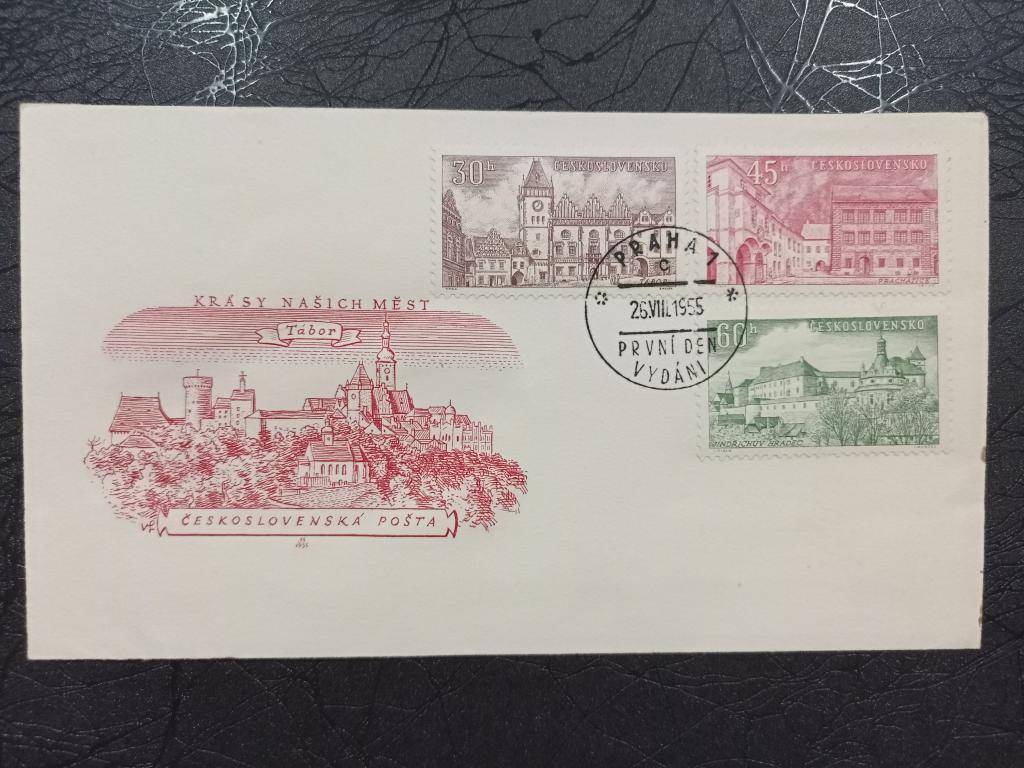 30h ČESKOSLOVENSKO
TÁBOR
45h ČESKOSLOVENSKO
PRACHATICE
60h ČESKOSLOVENSKO
JINDŘICHŮV HRADEC
PRAHA 1
C
26.VIII.1955
PRVNÍ DEN
VYDÁNÍ
KRÁSY NAŠICH MĚST
Tábor
ČESKOSLOVENSKÁ POŠTA
1955